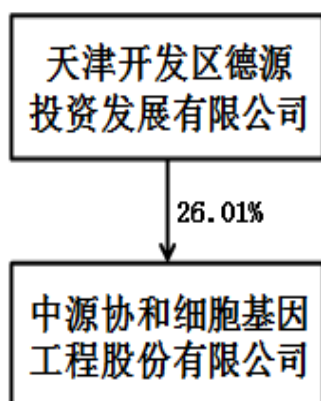 天津开发区德源
投资发展有限公司
26.01%
中源协和细胞基因
工程股份有限公司